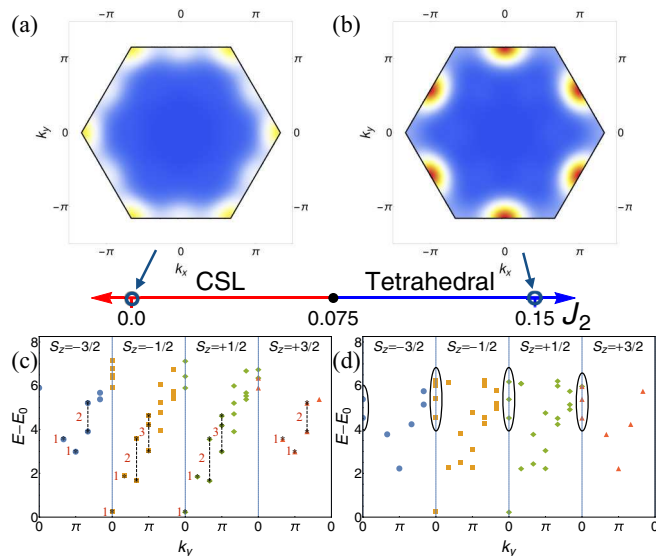 (a)
−π 0 π
π π
k_y 0 0
−π −π
−π 0 π
k_x
(b)
−π 0 π
π π
k_y 0 0
−π −π
−π 0 π
k_x
CSL Tetrahedral
0.0 0.075 0.15 J_2
(c)
S_z=−3/2 S_z=−1/2 S_z=+1/2 S_z=+3/2
8
6
4
2
0
E−E_0
2 3 2
1 1 2 2 1 1
1 1
1 1
0 π 0 π 0 π 0 π 0
k_y
(d)
S_z=−3/2 S_z=−1/2 S_z=+1/2 S_z=+3/2
8
6
4
2
0
E−E_0
0 π 0 π 0 π 0 π 0
k_y